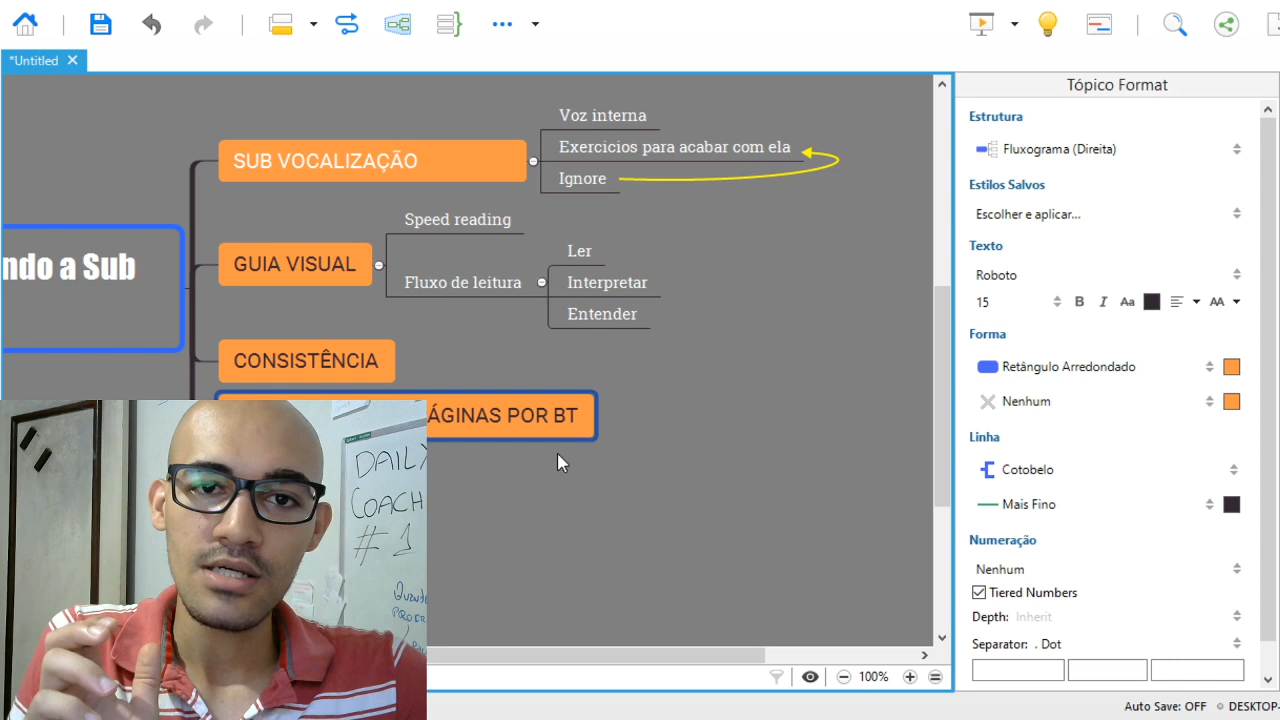 *Untitled
Tópico Format
Estrutura
Fluxograma (Direita)
Estilos Salvos
Escolher e aplicar...
Texto
Roboto
15
B I Aa AA
Forma
Retângulo Arredondado
Nenhum
Linha
Cotobelo
Mais Fino
Numeração
Nenhum
Tiered Numbers
Depth: Inherit
Separator: . Dot
Voz interna
SUB VOCALIZAÇÃO
Exercicios para acabar com ela
Ignore
Speed reading
ndo a Sub
GUIA VISUAL
Ler
Fluxo de leitura
Interpretar
Entender
CONSISTÊNCIA
ÁGINAS POR BT
DAILY
COACH
#1
100%
Auto Save: OFF
DESKTOP-